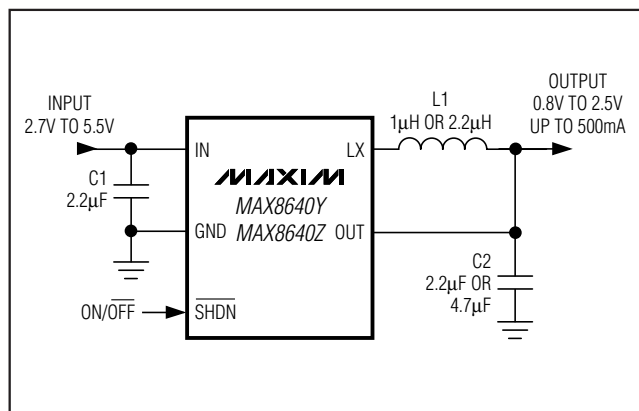 INPUT
2.7V TO 5.5V
C1
2.2µF
IN
GND
ON/OFF
SHDN
MAXIM
MAX8640Y
MAX8640Z
LX
OUT
L1
1µH OR 2.2µH
OUTPUT
0.8V TO 2.5V
UP TO 500mA
C2
2.2µF OR
4.7µF